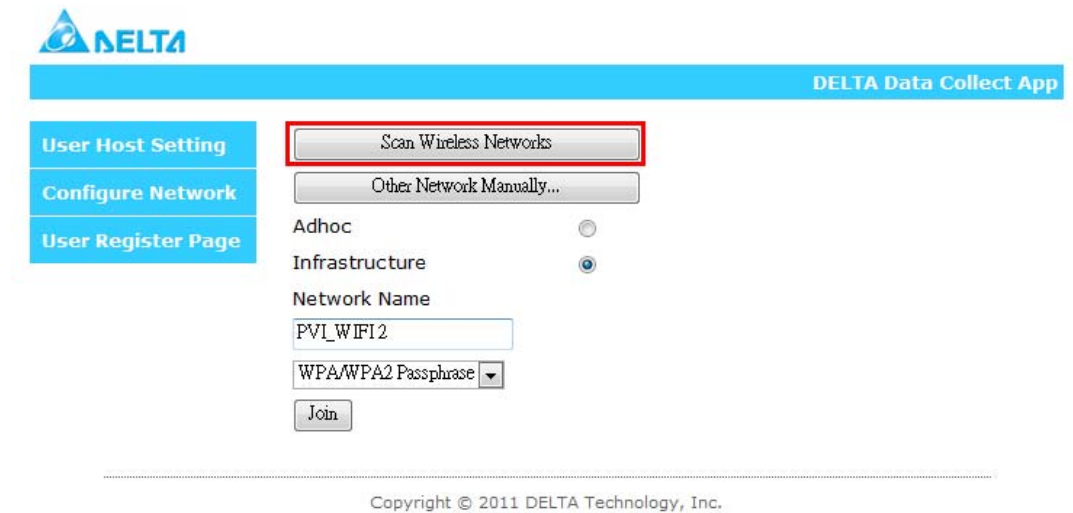 DELTA
DELTA Data Collect App
User Host Setting
Configure Network
User Register Page
Scan Wireless Networks
Other Network Manually...
Adhoc
Infrastructure
Network Name
PVI_WIFI2
WPA/WPA2 Passphrase
Join
Copyright © 2011 DELTA Technology, Inc.